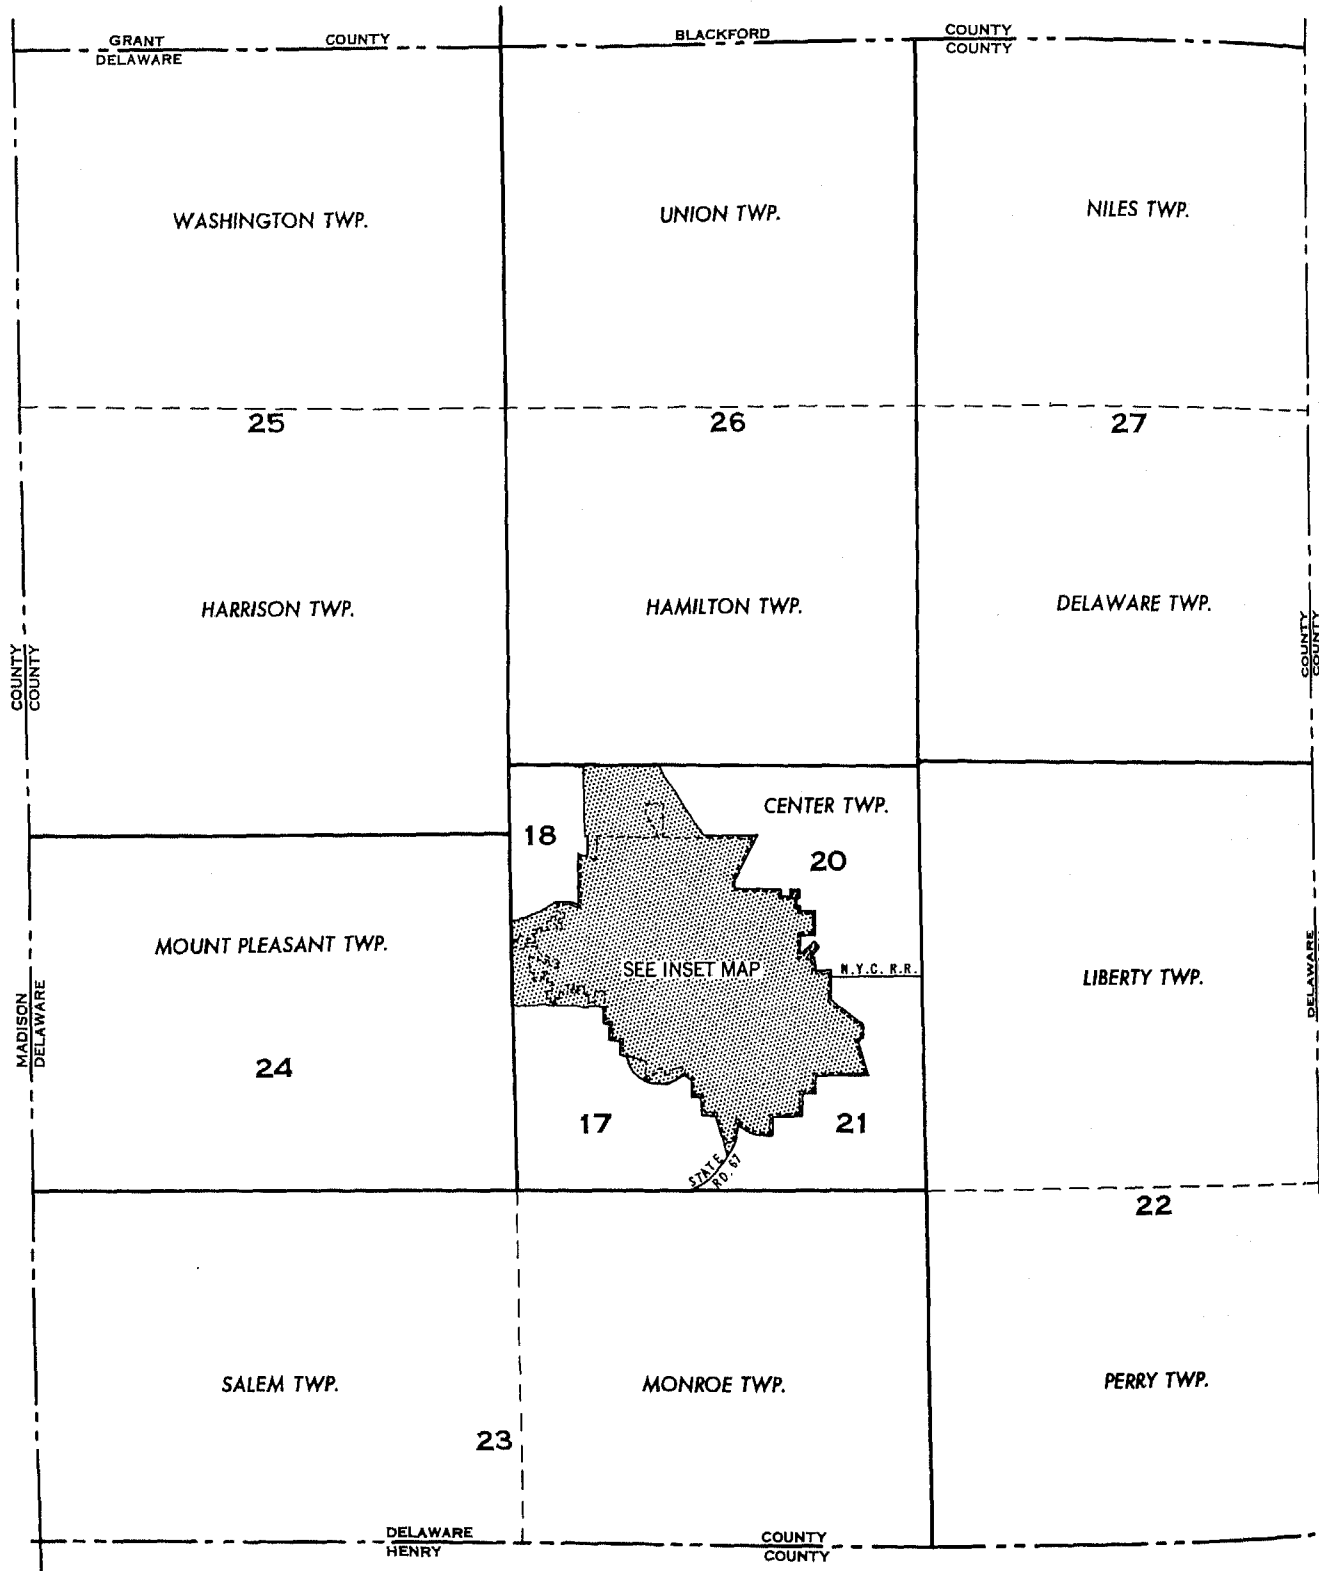 GRANT COUNTY
DELAWARE
BLACKFORD COUNTY
COUNTY
WASHINGTON TWP.
UNION TWP.
NILES TWP.
25
26
27
HARRISON TWP.
HAMILTON TWP.
DELAWARE TWP.
COUNTY
COUNTY
COUNTY
COUNTY
CENTER TWP.
18
20
MOUNT PLEASANT TWP.
SEE INSET MAP
N.Y.C. R.R.
LIBERTY TWP.
MADISON
DELAWARE
DELAWARE
24
17
21
STATE
RD. 67
22
SALEM TWP.
MONROE TWP.
PERRY TWP.
23
DELAWARE COUNTY
HENRY COUNTY